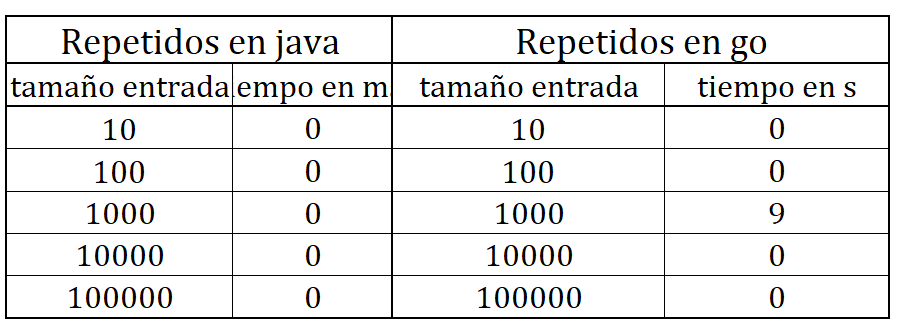 Repetidos en java Repetidos en go
tamaño entrada empo en m tamaño entrada tiempo en s
10 0 10 0
100 0 100 0
1000 0 1000 9
10000 0 10000 0
100000 0 100000 0